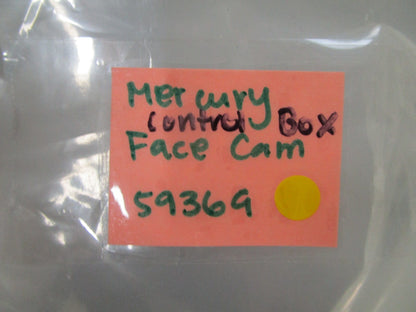 Mercury
control Box
Face Cam
59369